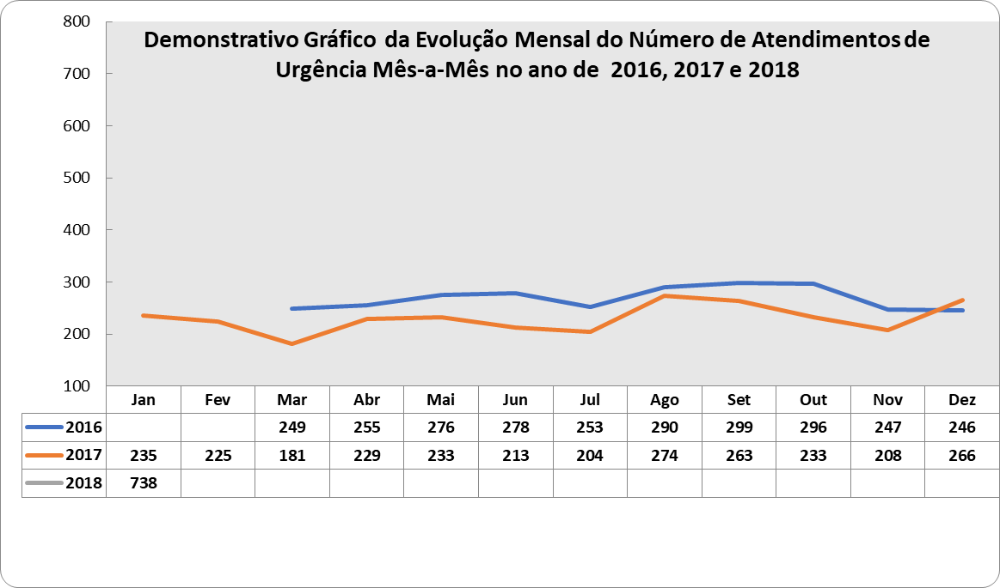 Demonstrativo Gráfico da Evolução Mensal do Número de Atendimentos de
Urgência Mês-a-Mês no ano de 2016, 2017 e 2018
800
700
600
500
400
300
200
100
Jan Fev Mar Abr Mai Jun Jul Ago Set Out Nov Dez
2016 249 255 276 278 253 290 299 296 247 246
2017 235 225 181 229 233 213 204 274 263 233 208 266
2018 738